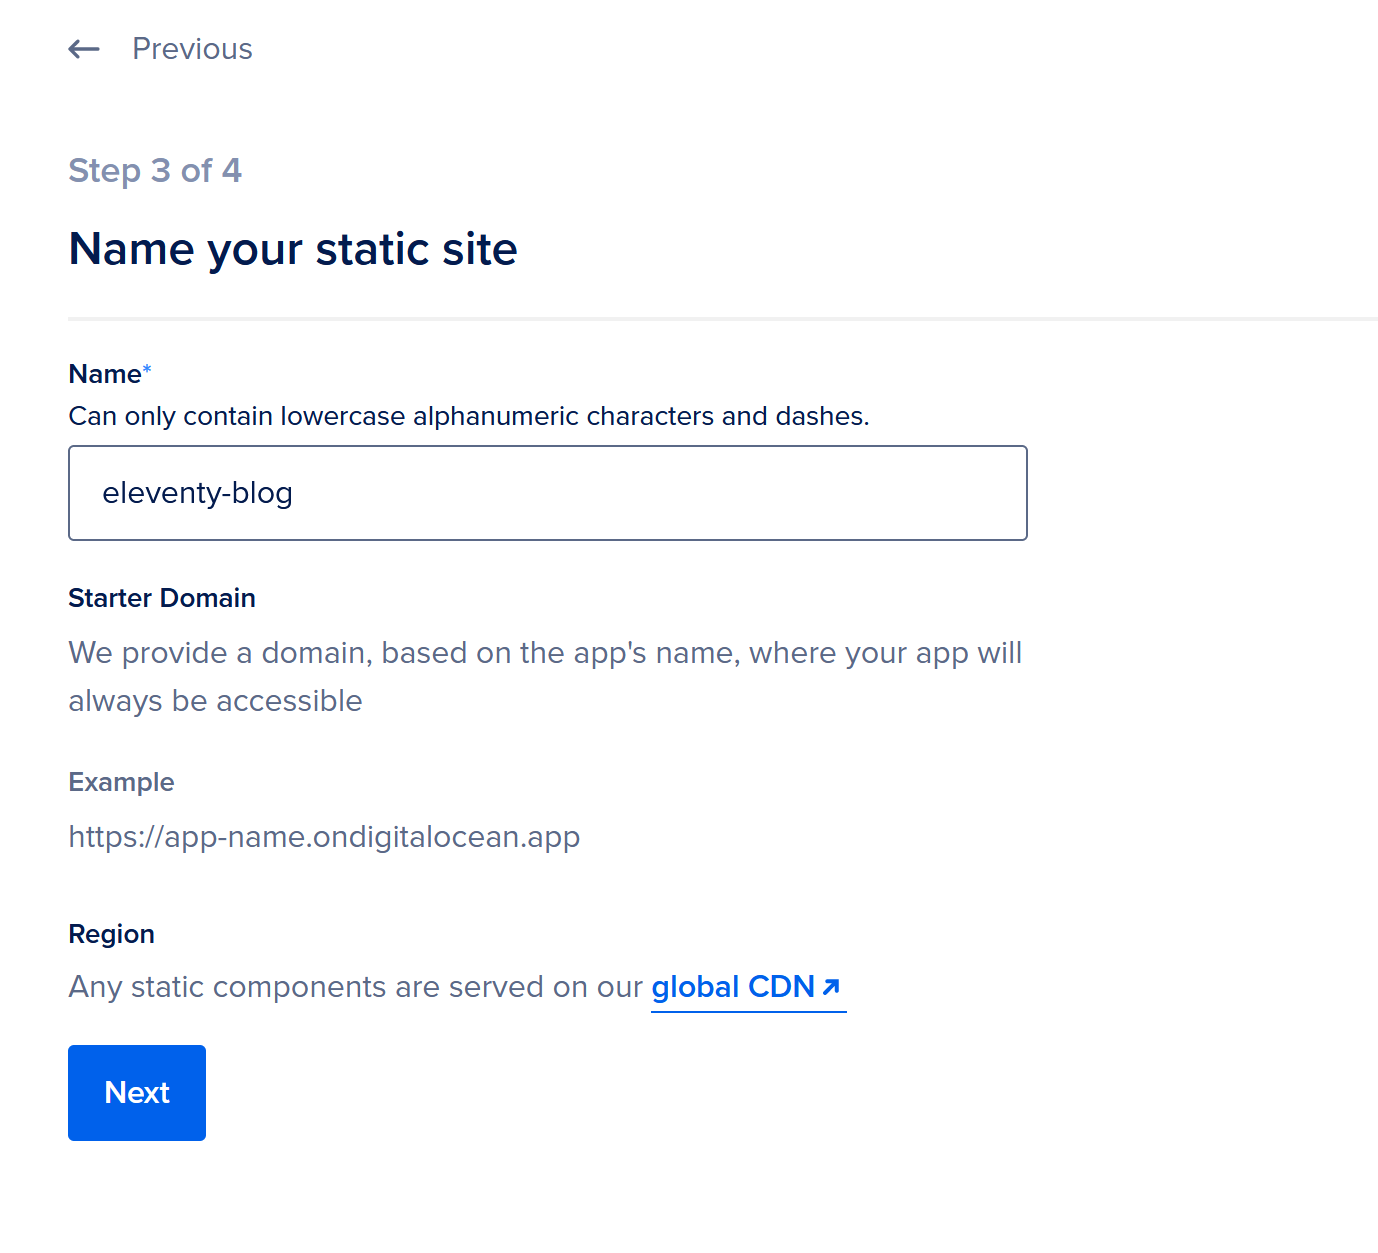 ← Previous
Step 3 of 4
Name your static site
Name*
Can only contain lowercase alphanumeric characters and dashes.
eleventy-blog
Starter Domain
We provide a domain, based on the app's name, where your app will
always be accessible
Example
https://app-name.ondigitalocean.app
Region
Any static components are served on our global CDN
Next